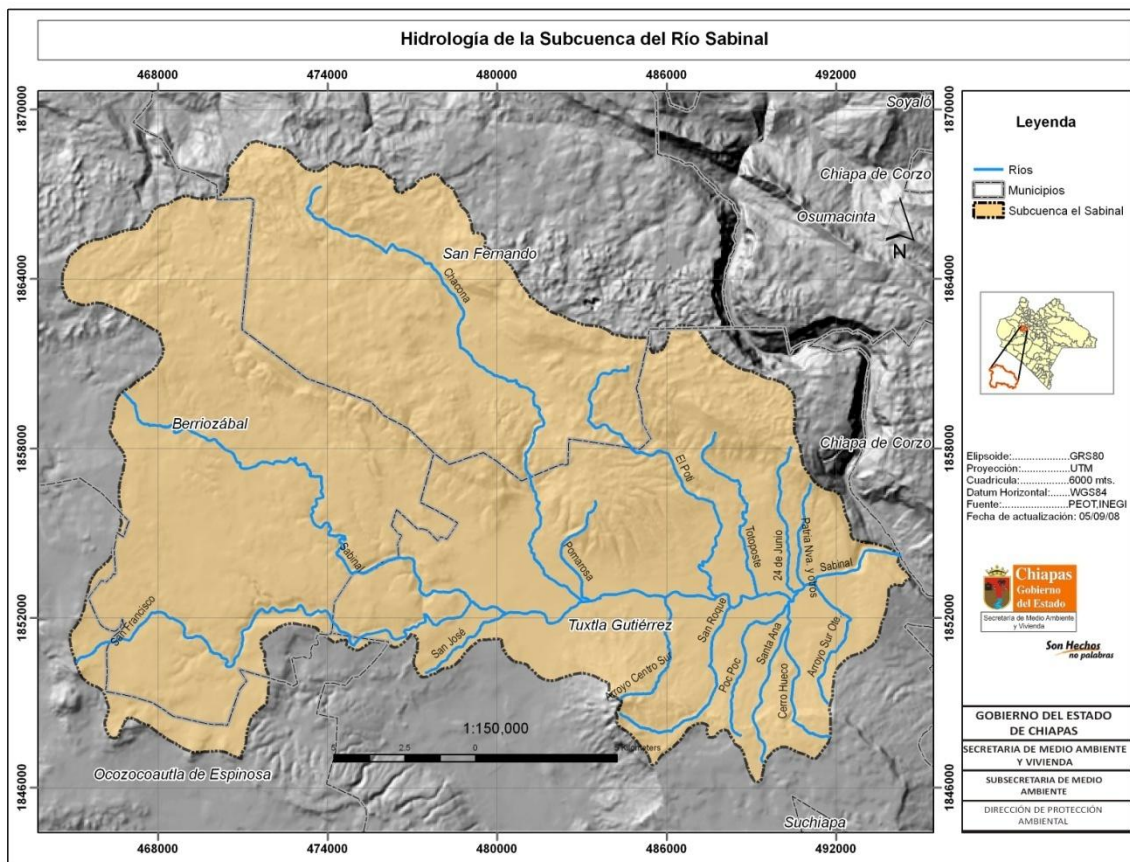 Hidrología de la Subcuenca del Río Sabinal
468000 474000 480000 486000 492000
1870000 1870000
1864000 1864000
1858000 1858000
1852000 1852000
1846000 1846000
Soyaló
Chiapa de Corzo
Osumacinta
N
San Fernando
Chacona
Berriozábal
Chiapa de Corzo
El Poti
Totoposte
24 de Junio
Patria Nva. y otros
Sabinal
Pomarosa
Sabinal
San Francisco
San José
Tuxtla Gutiérrez
San Roque
Santa Ana
Arroyo Centro Sur
Poc Poc
Cerro Hueco
Arroyo Sur Ote
1:150,000
5 2.5 0 5 Kilometers
Ocozocoautla de Espinosa
Suchiapa
468000 474000 480000 486000 492000
Leyenda
Ríos
Municipios
Subcuenca el Sabinal
Elipsoide:................GRS80
Proyección:................UTM
Cuadricula:................6000 mts.
Datum Horizontal:.......WGS84
Fuente:.....................PEOT,INEGI
Fecha de actualización: 05/09/08
Chiapas
Gobierno
del Estado
Secretaria de Medio Ambiente
y Vivienda
Son Hechos
no palabras
GOBIERNO DEL ESTADO
DE CHIAPAS
SECRETARIA DE MEDIO AMBIENTE
Y VIVIENDA
SUBSECRETARIA DE MEDIO
AMBIENTE
DIRECCIÓN DE PROTECCIÓN
AMBIENTAL